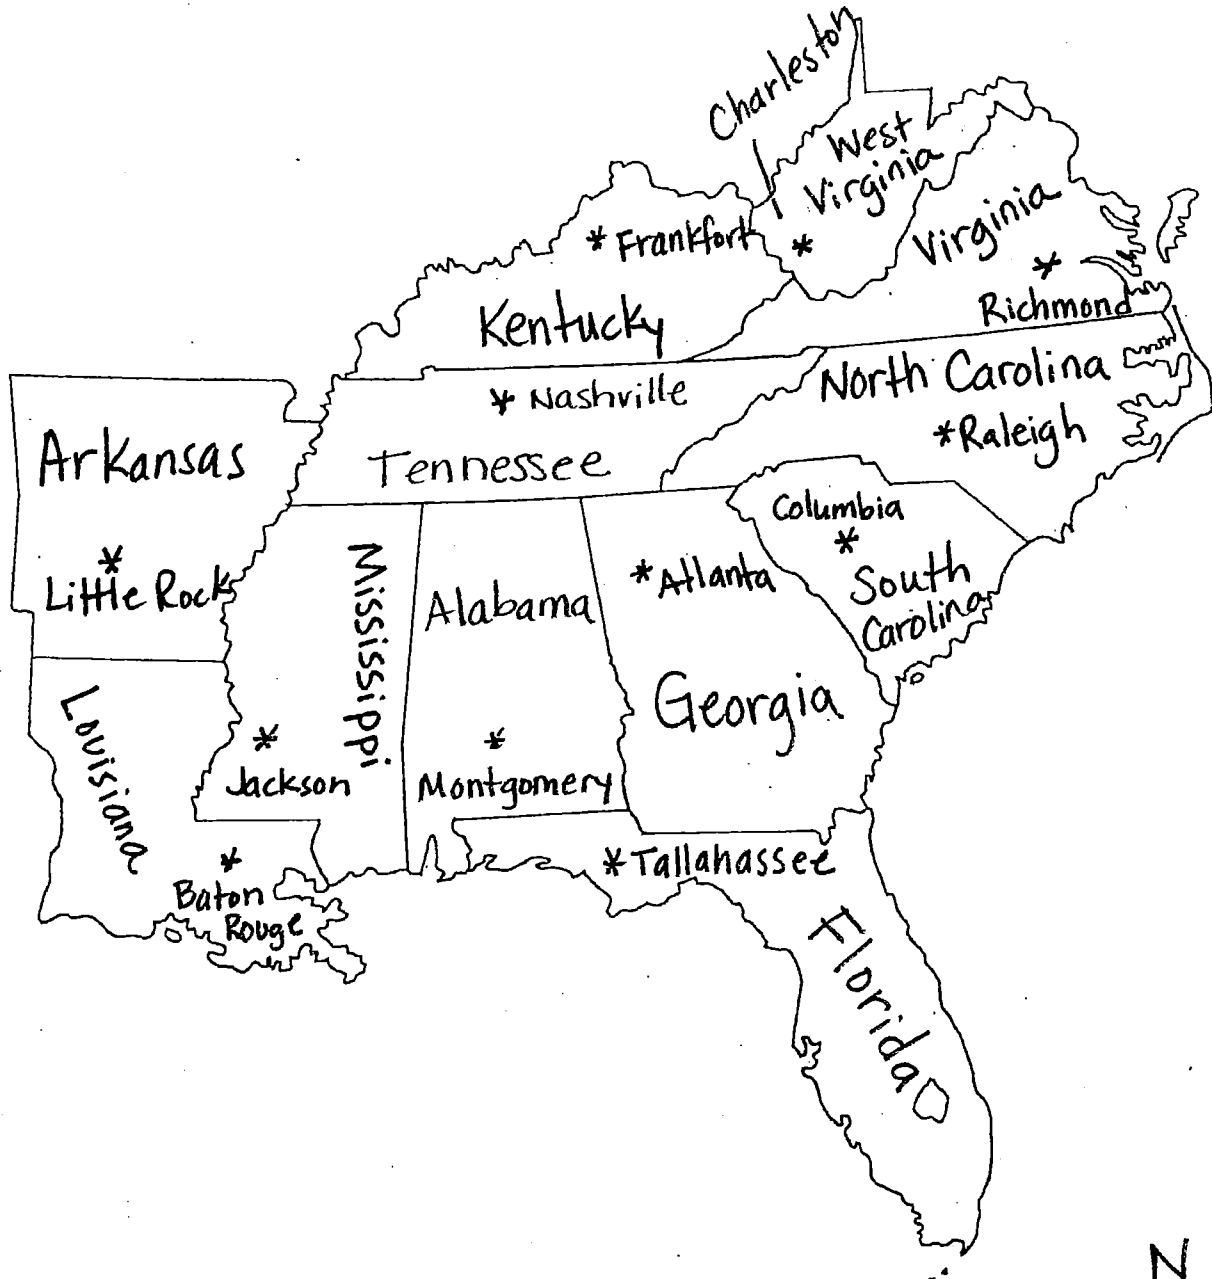 Charleston
West
Virginia
Virginia
* Frankfort
*
*
Richmond
Kentucky
North Carolina
* Nashville
*Raleigh
Arkansas
Tennessee
Columbia
*
*
Little Rock
Mississippi
Alabama
*Atlanta
South
Carolina
Louisiana
Georgia
*
Jackson
*
Montgomery
*
Baton
Rouge
*Tallahassee
Florida
N